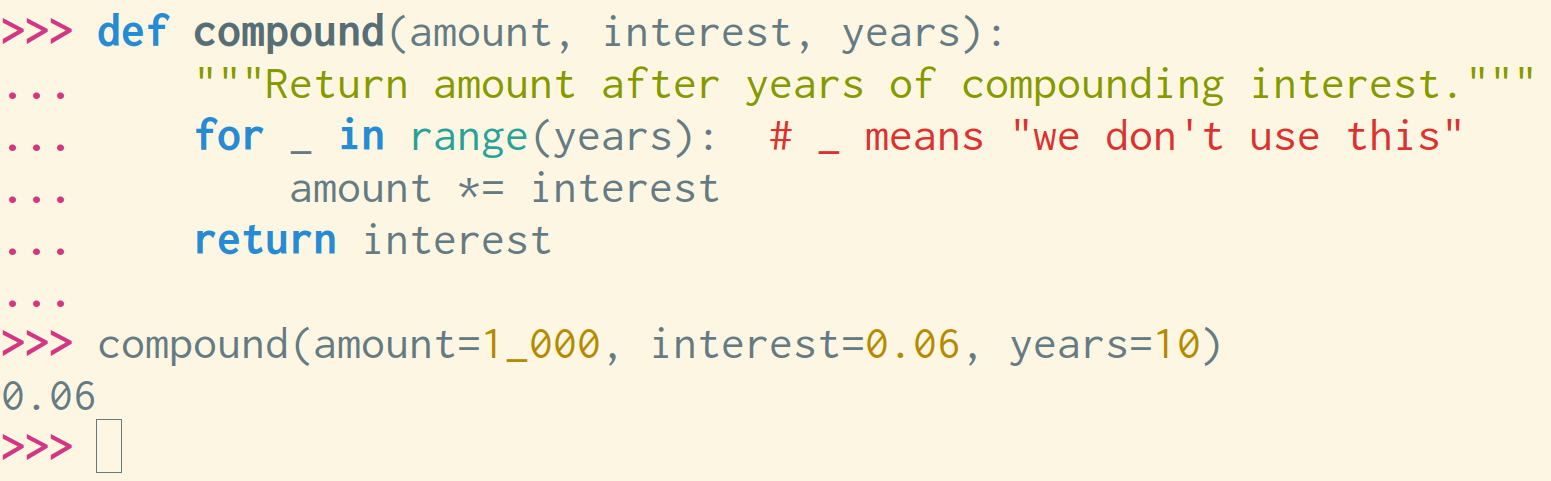 >>> def compound(amount, interest, years):
...     """Return amount after years of compounding interest."""
...     for _ in range(years):  # _ means "we don't use this"
...         amount *= interest
...     return interest
...
>>> compound(amount=1_000, interest=0.06, years=10)
0.06
>>>